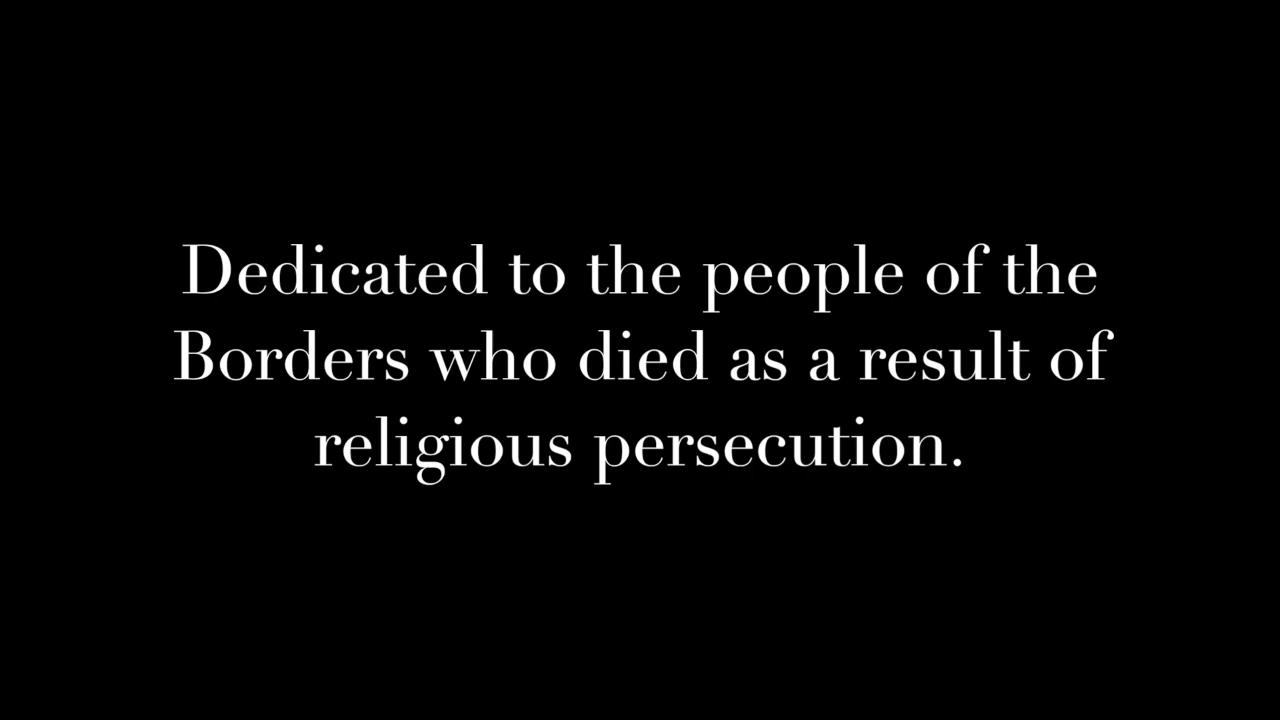 Dedicated to the people of the
Borders who died as a result of
religious persecution.